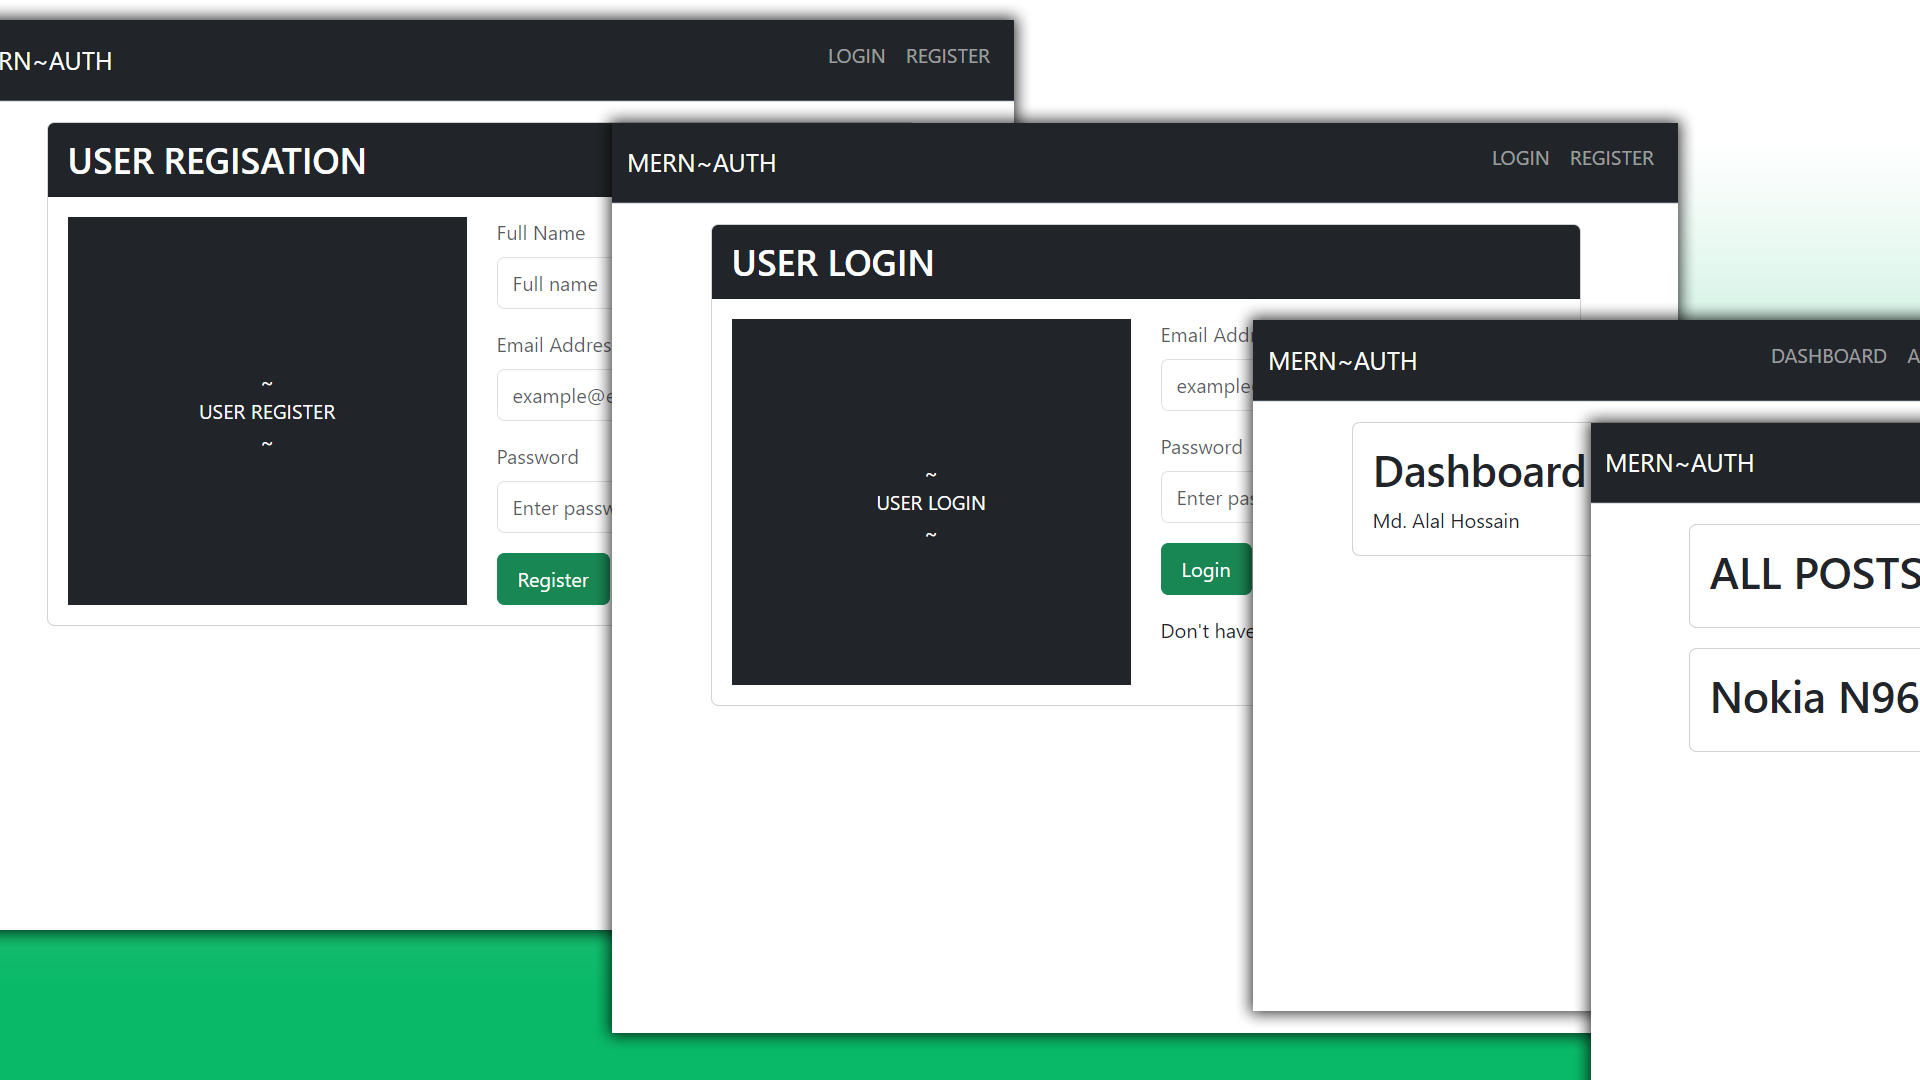 RN~AUTH
LOGIN REGISTER
USER REGISATION
~
USER REGISTER
~
Full Name
Full name
Email Addres
example@e
Password
Enter passw
Register
MERN~AUTH
LOGIN REGISTER
USER LOGIN
~
USER LOGIN
~
Email Addr
example
Password
Enter pas
Login
Don't have
MERN~AUTH
DASHBOARD A
Dashboard
Md. Alal Hossain
MERN~AUTH
ALL POSTS
Nokia N96